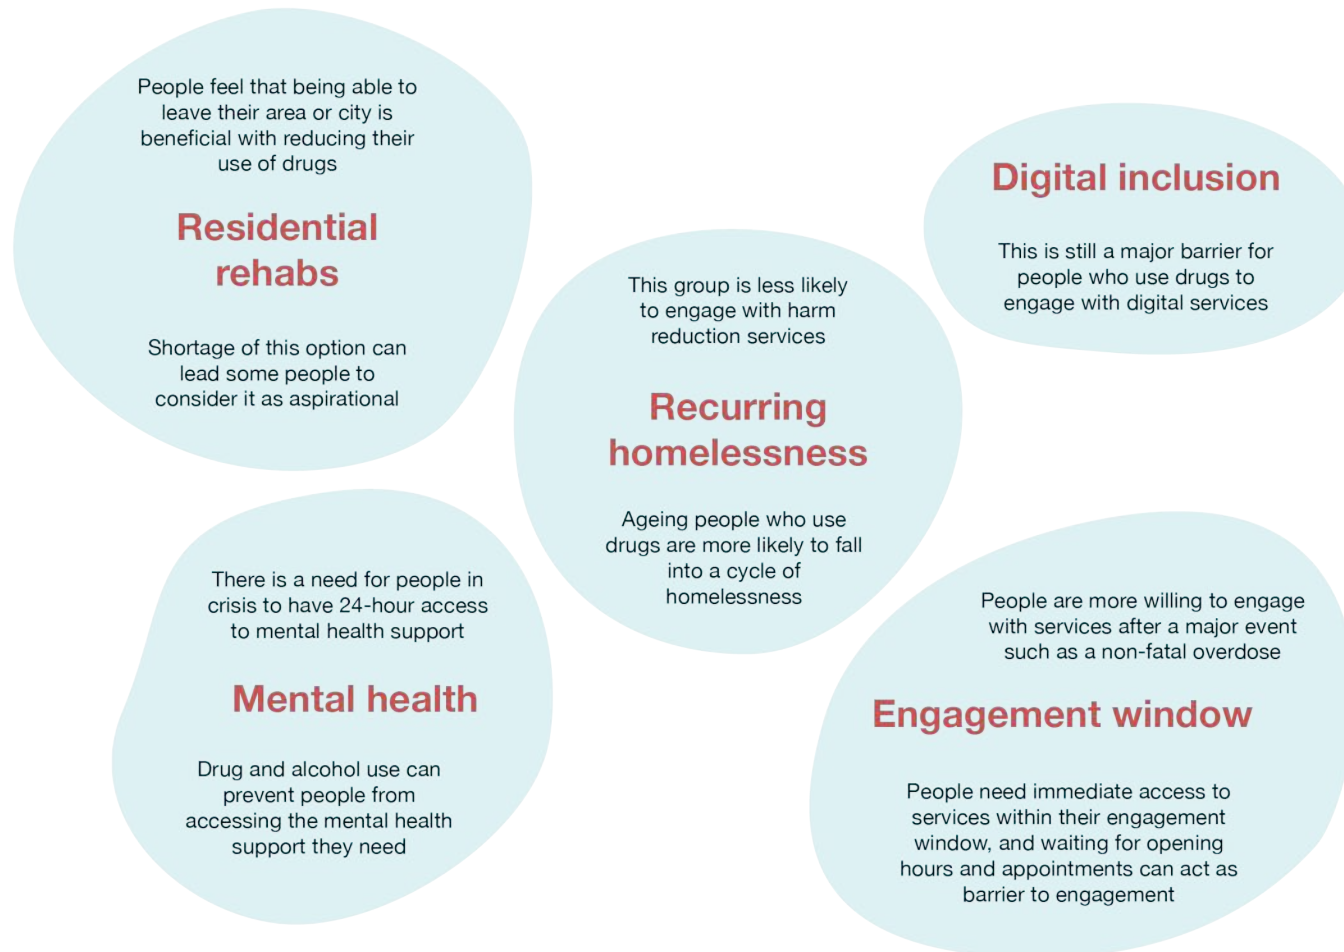 People feel that being able to
leave their area or city is
beneficial with reducing their
use of drugs
Residential
rehabs
Shortage of this option can
lead some people to
consider it as aspirational
Digital inclusion
This is still a major barrier for
people who use drugs to
engage with digital services
This group is less likely
to engage with harm
reduction services
Recurring
homelessness
Ageing people who use
drugs are more likely to fall
into a cycle of
homelessness
There is a need for people in
crisis to have 24-hour access
to mental health support
Mental health
Drug and alcohol use can
prevent people from
accessing the mental health
support they need
People are more willing to engage
with services after a major event
such as a non-fatal overdose
Engagement window
People need immediate access to
services within their engagement
window, and waiting for opening
hours and appointments can act as
barrier to engagement